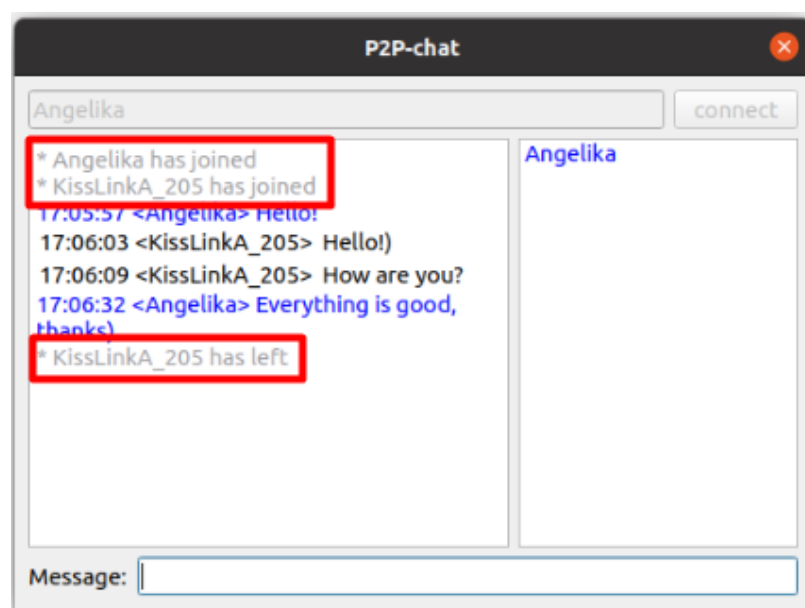 P2P-chat
Angelika
connect
* Angelika has joined
* KissLinkA_205 has joined
17:05:57 <Angelika> Hello!
17:06:03 <KissLinkA_205> Hello!)
17:06:09 <KissLinkA_205> How are you?
17:06:32 <Angelika> Everything is good,
thanks)
* KissLinkA_205 has left
Angelika
Message: